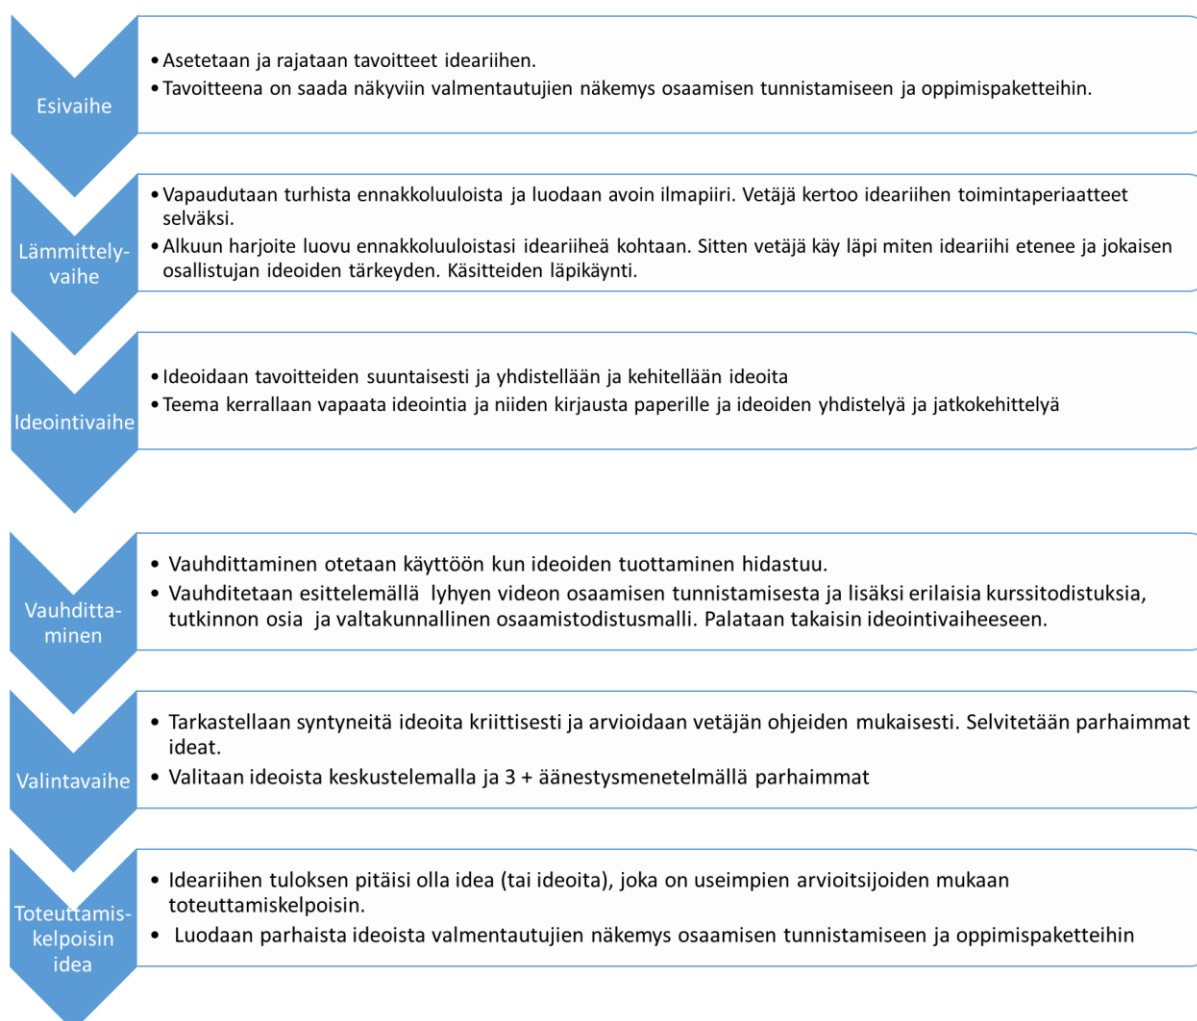 Esivaihe
• Asetetaan ja rajataan tavoitteet ideariihen.
• Tavoitteena on saada näkyviin valmentautujien näkemys osaamisen tunnistamiseen ja oppimispaketteihin.
Lämmittely-
vaihe
• Vapaudutaan turhista ennakkoluuloista ja luodaan avoin ilmapiiri. Vetäjä kertoo ideariihen toimintaperiaatteet
selväksi.
• Alkuun harjoite luovu ennakkoluuloistasi ideariiheä kohtaan. Sitten vetäjä käy läpi miten ideariihi etenee ja jokaisen
osallistujan ideoiden tärkeyden. Käsitteiden läpikäynti.
Ideointivaihe
• Ideoidaan tavoitteiden suuntaisesti ja yhdistellään ja kehitellään ideoita
• Teema kerrallaan vapaata ideointia ja niiden kirjausta paperille ja ideoiden yhdistelyä ja jatkokehittelyä
Vauhditta-
minen
• Vauhdittaminen otetaan käyttöön kun ideoiden tuottaminen hidastuu.
• Vauhditetaan esittelemällä lyhyen videon osaamisen tunnistamisesta ja lisäksi erilaisia kurssitodistuksia,
tutkinnon osia ja valtakunnallinen osaamistodistusmalli. Palataan takaisin ideointivaiheeseen.
Valintavaihe
• Tarkastellaan syntyneitä ideoita kriittisesti ja arvioidaan vetäjän ohjeiden mukaisesti. Selvitetään parhaimmat
ideat.
• Valitaan ideoista keskustelemalla ja 3 + äänestysmenetelmällä parhaimmat
Toteuttamis-
kelpoisin
idea
• Ideariihen tuloksen pitäisi olla idea (tai ideoita), joka on useimpien arvioitsijoiden mukaan
toteuttamiskelpoisin.
• Luodaan parhaista ideoista valmentautujien näkemys osaamisen tunnistamiseen ja oppimispaketteihin